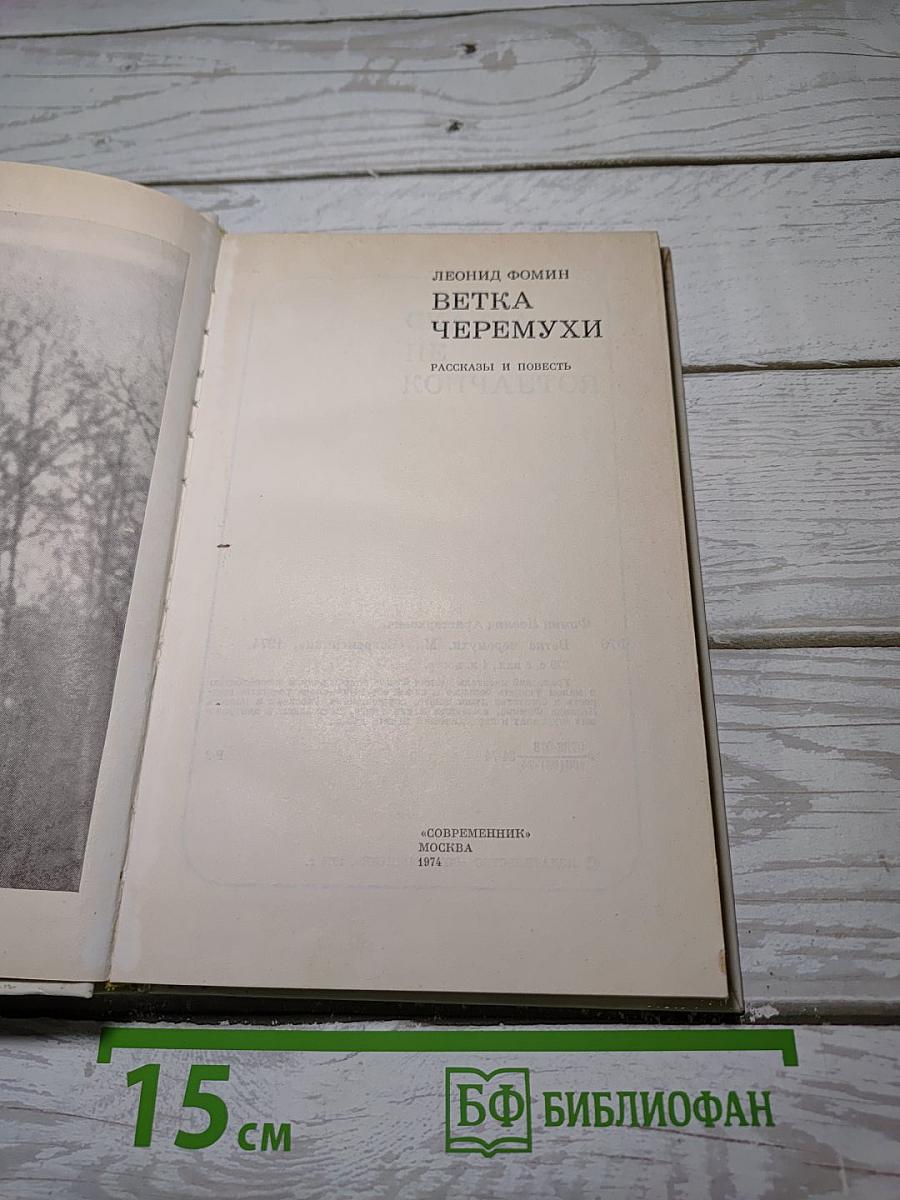 ЛЕОНИД ФОМИН
ВЕТКА
ЧЕРЕМУХИ
РАССКАЗЫ И ПОВЕСТЬ
«СОВРЕМЕННИК»
МОСКВА
1974
15 см
БФ БИБЛИОФАН